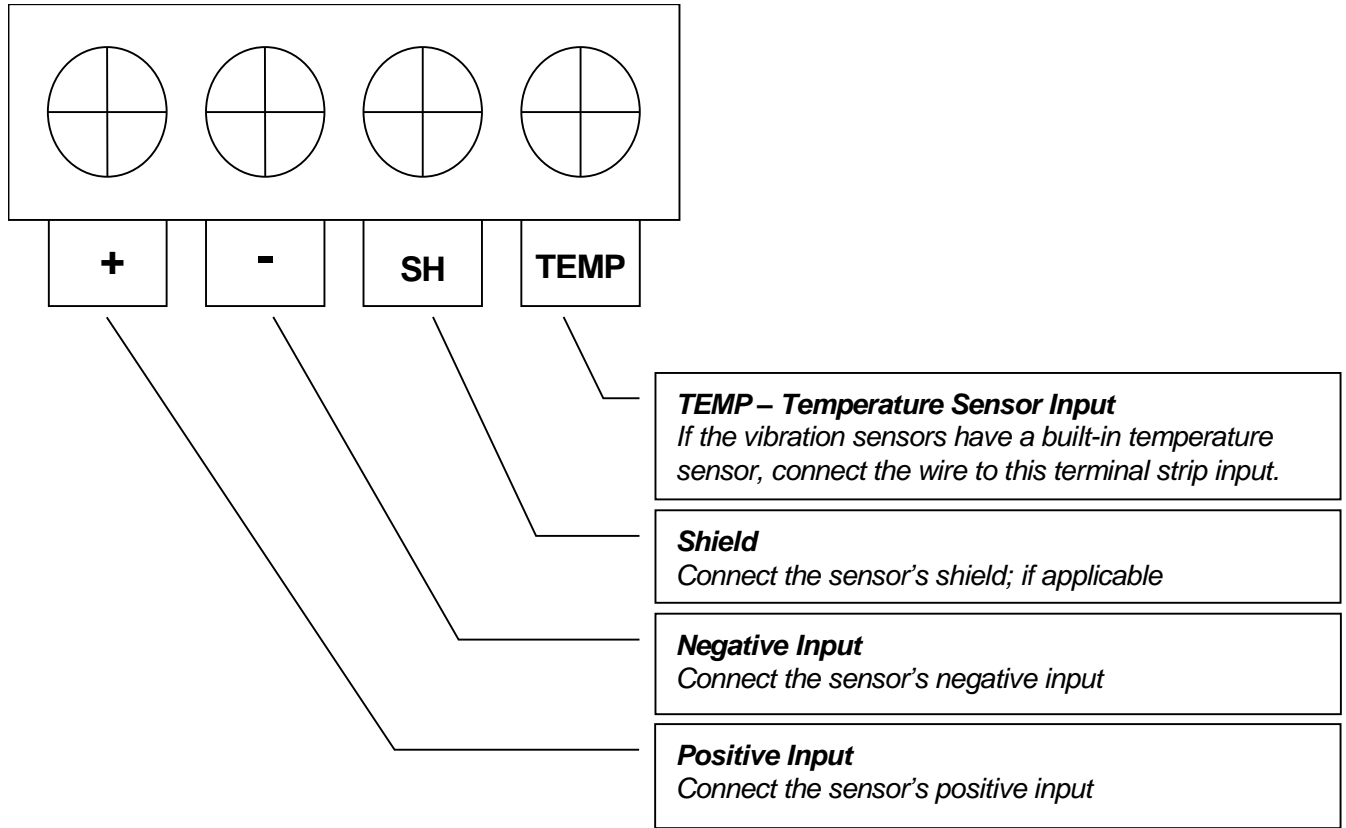 +
-
SH
TEMP
TEMP – Temperature Sensor Input
If the vibration sensors have a built-in temperature
sensor, connect the wire to this terminal strip input.
Shield
Connect the sensor’s shield; if applicable
Negative Input
Connect the sensor’s negative input
Positive Input
Connect the sensor’s positive input